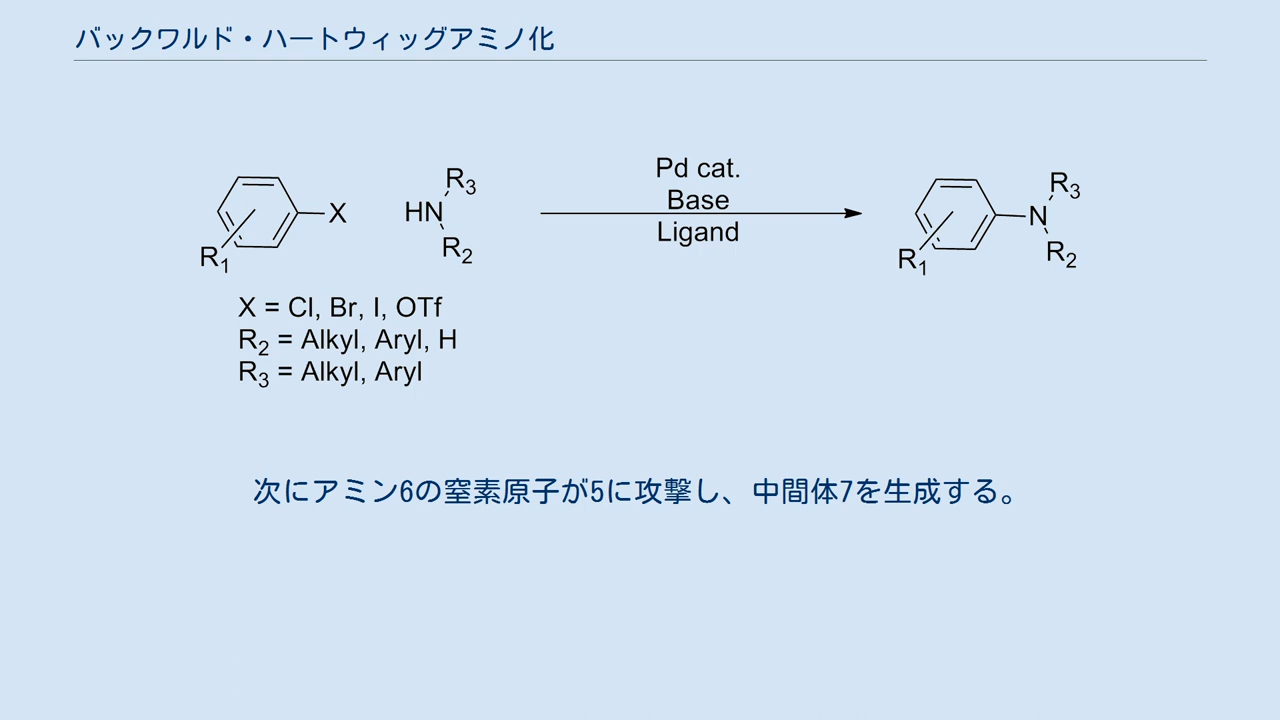 バックワルド・ハートウィッグアミノ化
R₁
X
HN
R₃
R₂
Pd cat.
Base
Ligand
R₁
N
R₃
R₂
X = Cl, Br, I, OTf
R₂ = Alkyl, Aryl, H
R₃ = Alkyl, Aryl
次にアミン6の窒素原子が5に攻撃し、中間体7を生成する。